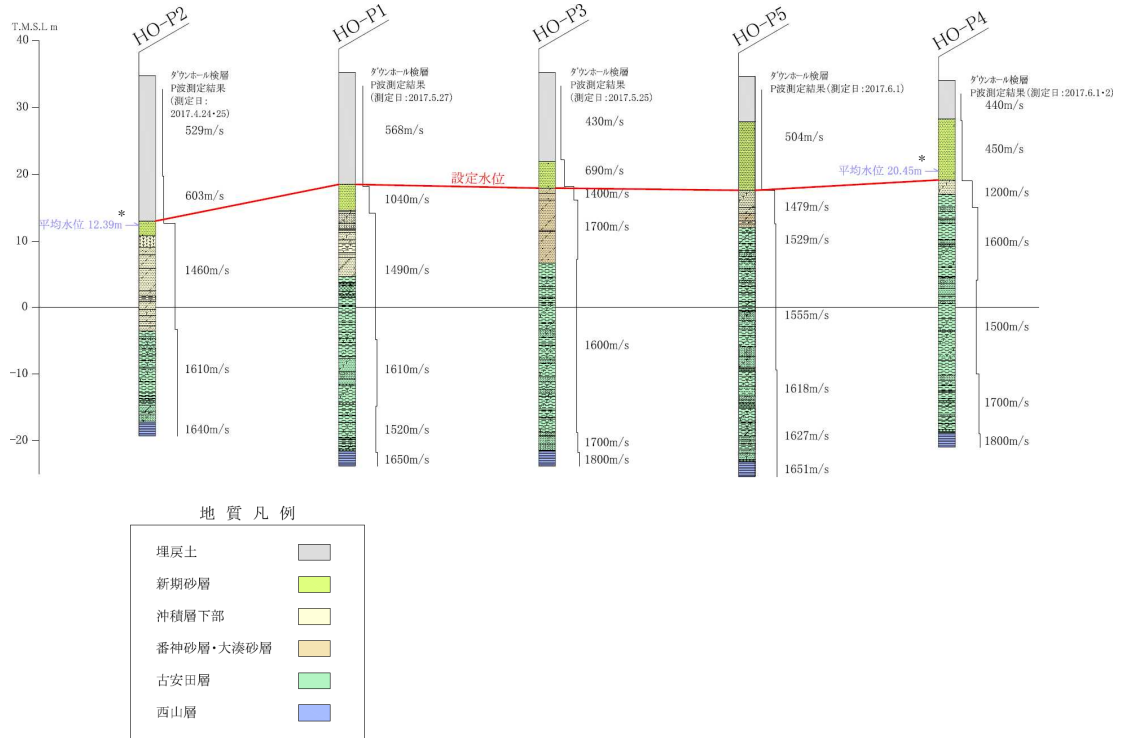 T.M.S.L m
40
30
20
10
0
-10
-20
HO-P2
ﾀﾞｳﾝﾎｰﾙ検層
P波測定結果
(測定日:
2017.4.24・25)
529m/s
603m/s
*
平均水位 12.39m
1460m/s
1610m/s
1640m/s
HO-P1
ﾀﾞｳﾝﾎｰﾙ検層
P波測定結果
(測定日:2017.5.27)
568m/s
1040m/s
1490m/s
1610m/s
1520m/s
1650m/s
設定水位
HO-P3
ﾀﾞｳﾝﾎｰﾙ検層
P波測定結果
(測定日:2017.5.25)
430m/s
690m/s
1400m/s
1700m/s
1600m/s
1700m/s
1800m/s
HO-P5
ﾀﾞｳﾝﾎｰﾙ検層
P波測定結果(測定日:2017.6.1)
504m/s
1479m/s
1529m/s
1555m/s
1618m/s
1627m/s
1651m/s
HO-P4
ﾀﾞｳﾝﾎｰﾙ検層
P波測定結果(測定日:2017.6.1・2)
440m/s
450m/s
*
平均水位 20.45m
1200m/s
1600m/s
1500m/s
1700m/s
1800m/s
地 質 凡 例
埋戻土
新期砂層
沖積層下部
番神砂層・大湊砂層
古安田層
西山層